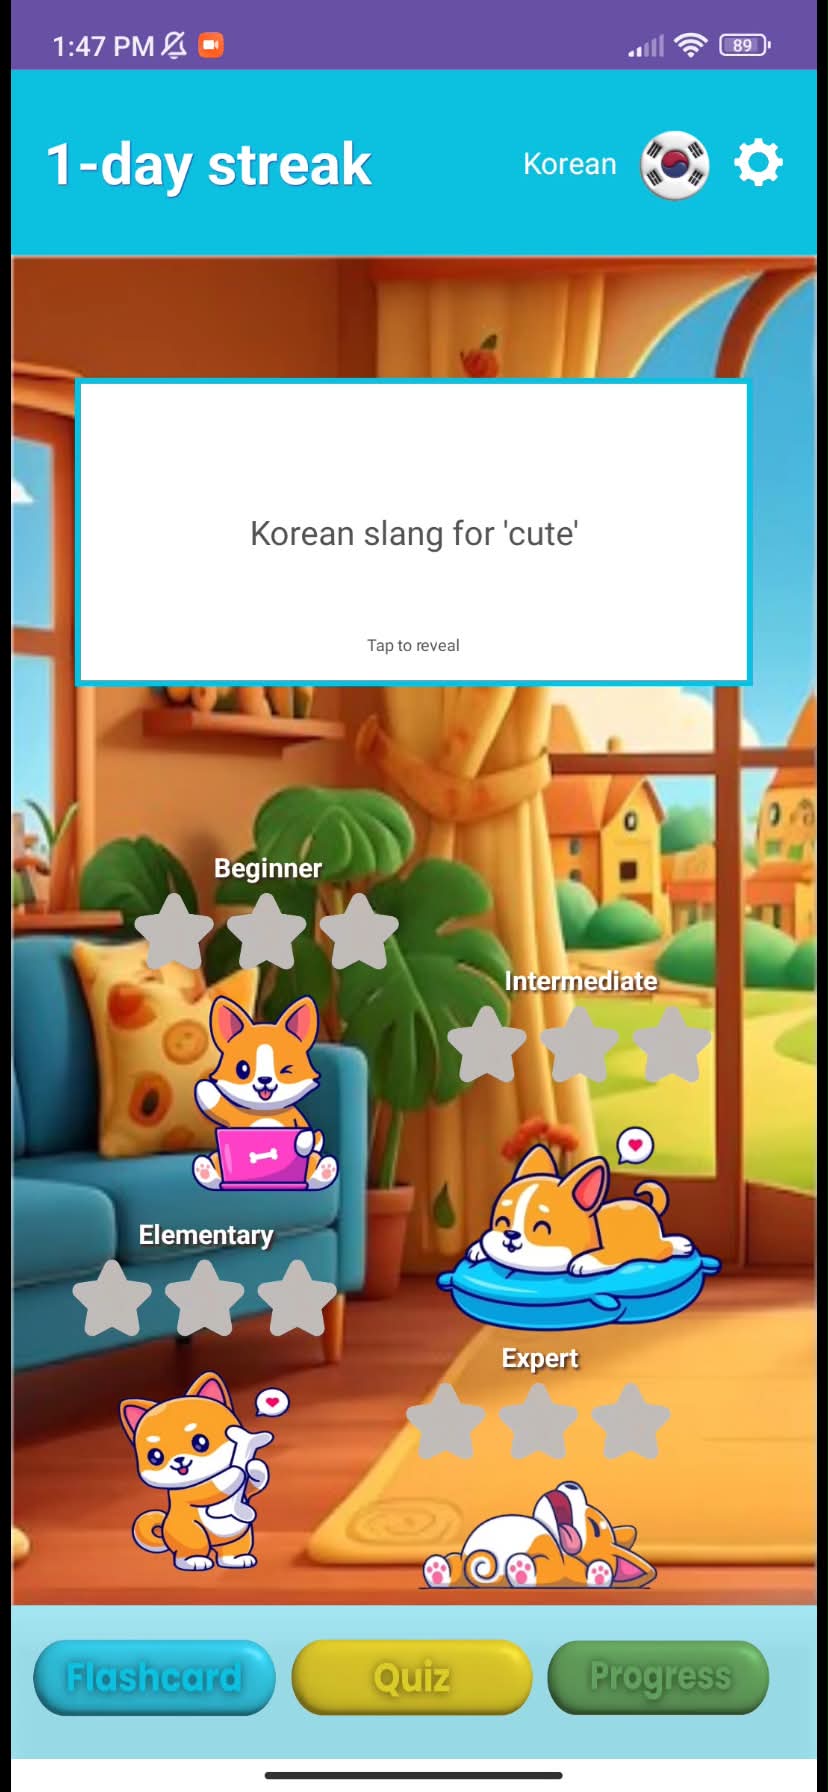 1:47 PM
89
1-day streak
Korean
Korean slang for 'cute'
Tap to reveal
Beginner
Intermediate
Elementary
Expert
Flashcard
Quiz
Progress